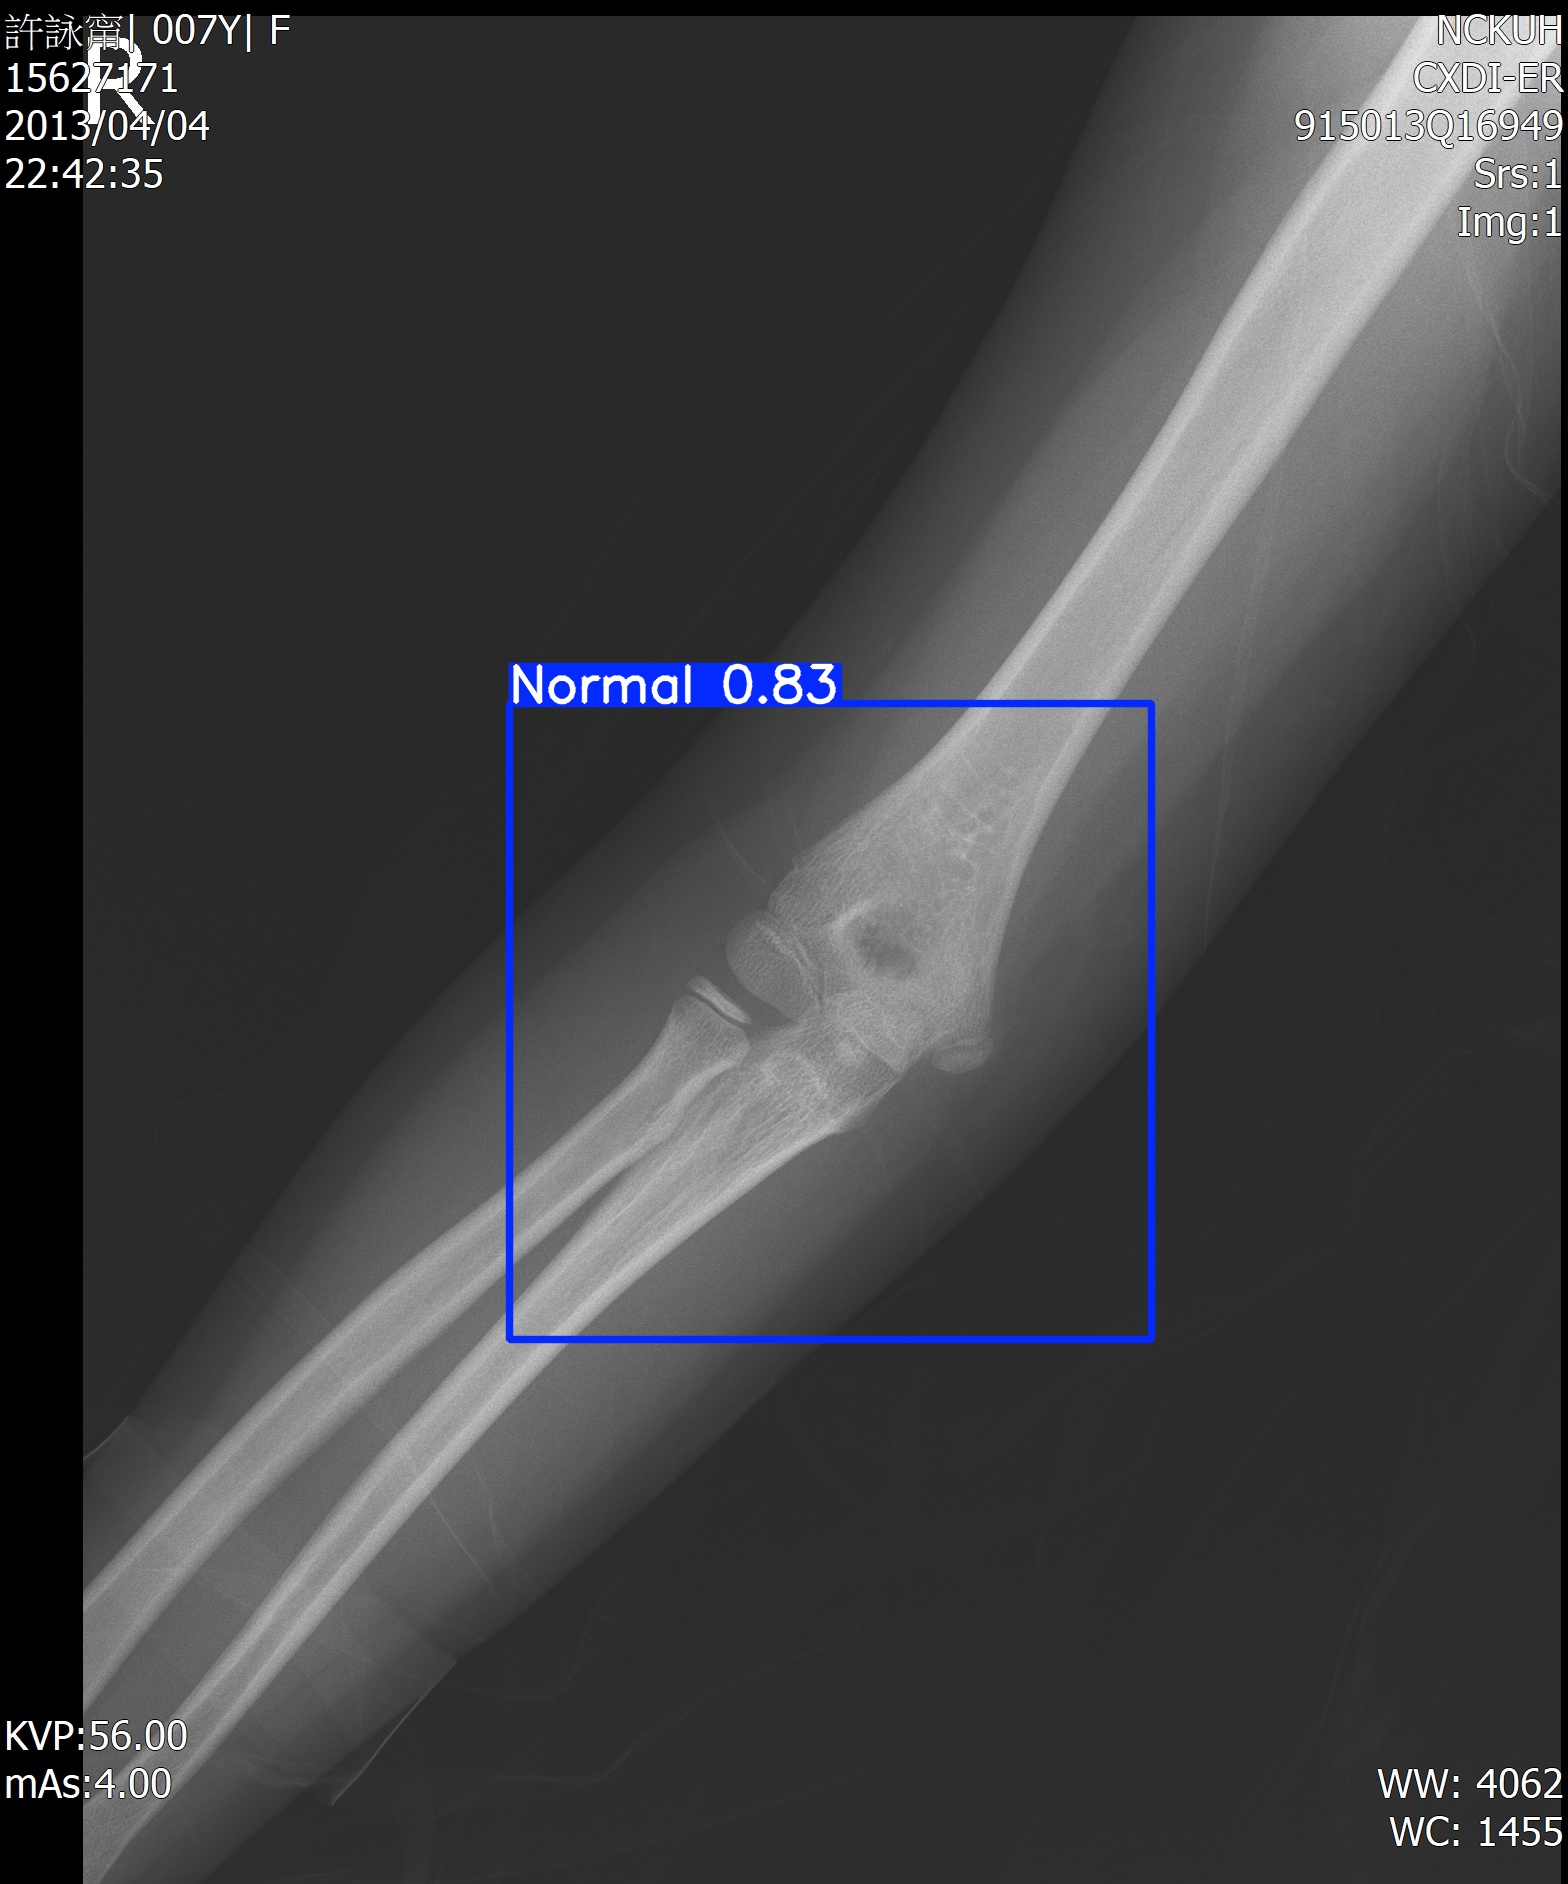 許詠甯| 007Y| F
15627171
2013/04/04
22:42:35
R
NCKUH
CXDI-ER
915013Q16949
Srs:1
Img:1
Normal 0.83
KVP:56.00
mAs:4.00
WW: 4062
WC: 1455